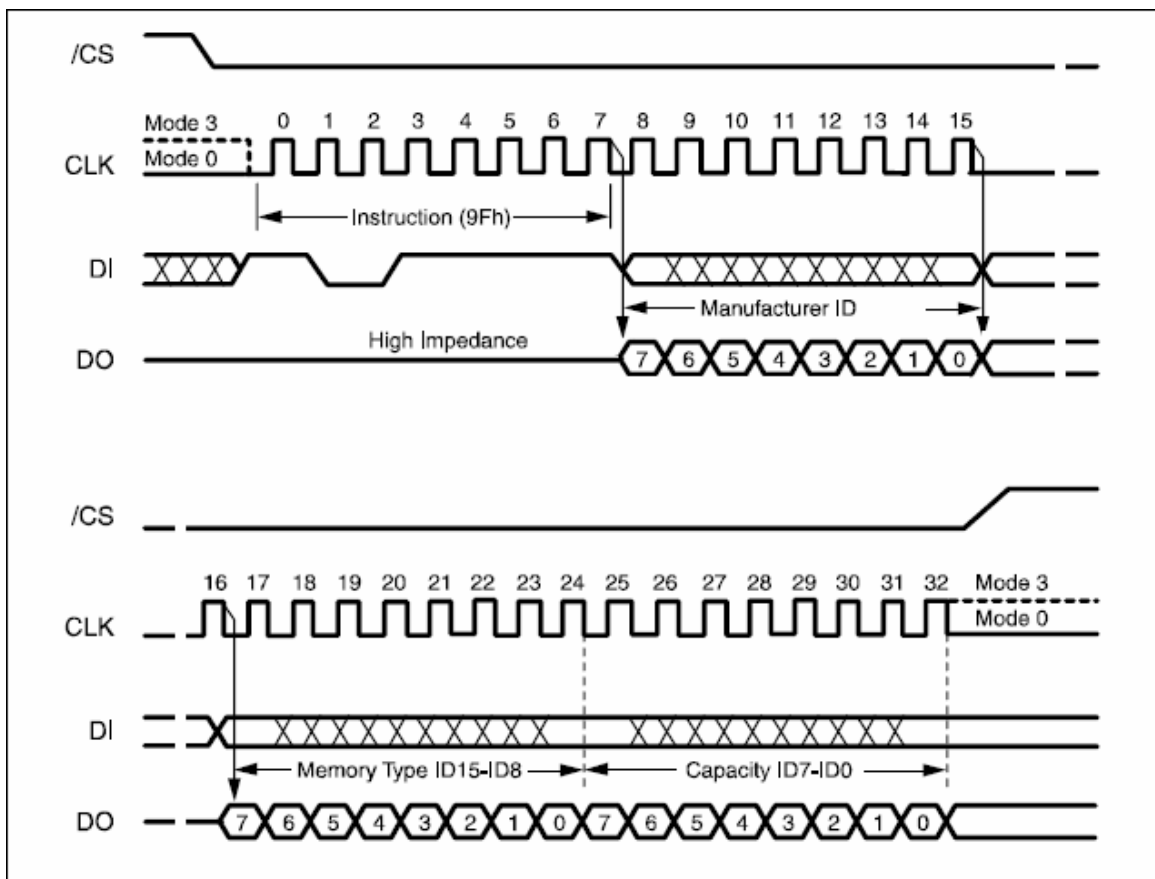 /CS
Mode 3 0 1 2 3 4 5 6 7 8 9 10 11 12 13 14 15
CLK Mode 0
Instruction (9Fh)
DI
Manufacturer ID
High Impedance
DO 7 6 5 4 3 2 1 0
/CS
16 17 18 19 20 21 22 23 24 25 26 27 28 29 30 31 32 Mode 3
CLK Mode 0
DI
Memory Type ID15-ID8 Capacity ID7-ID0
DO 7 6 5 4 3 2 1 0 7 6 5 4 3 2 1 0